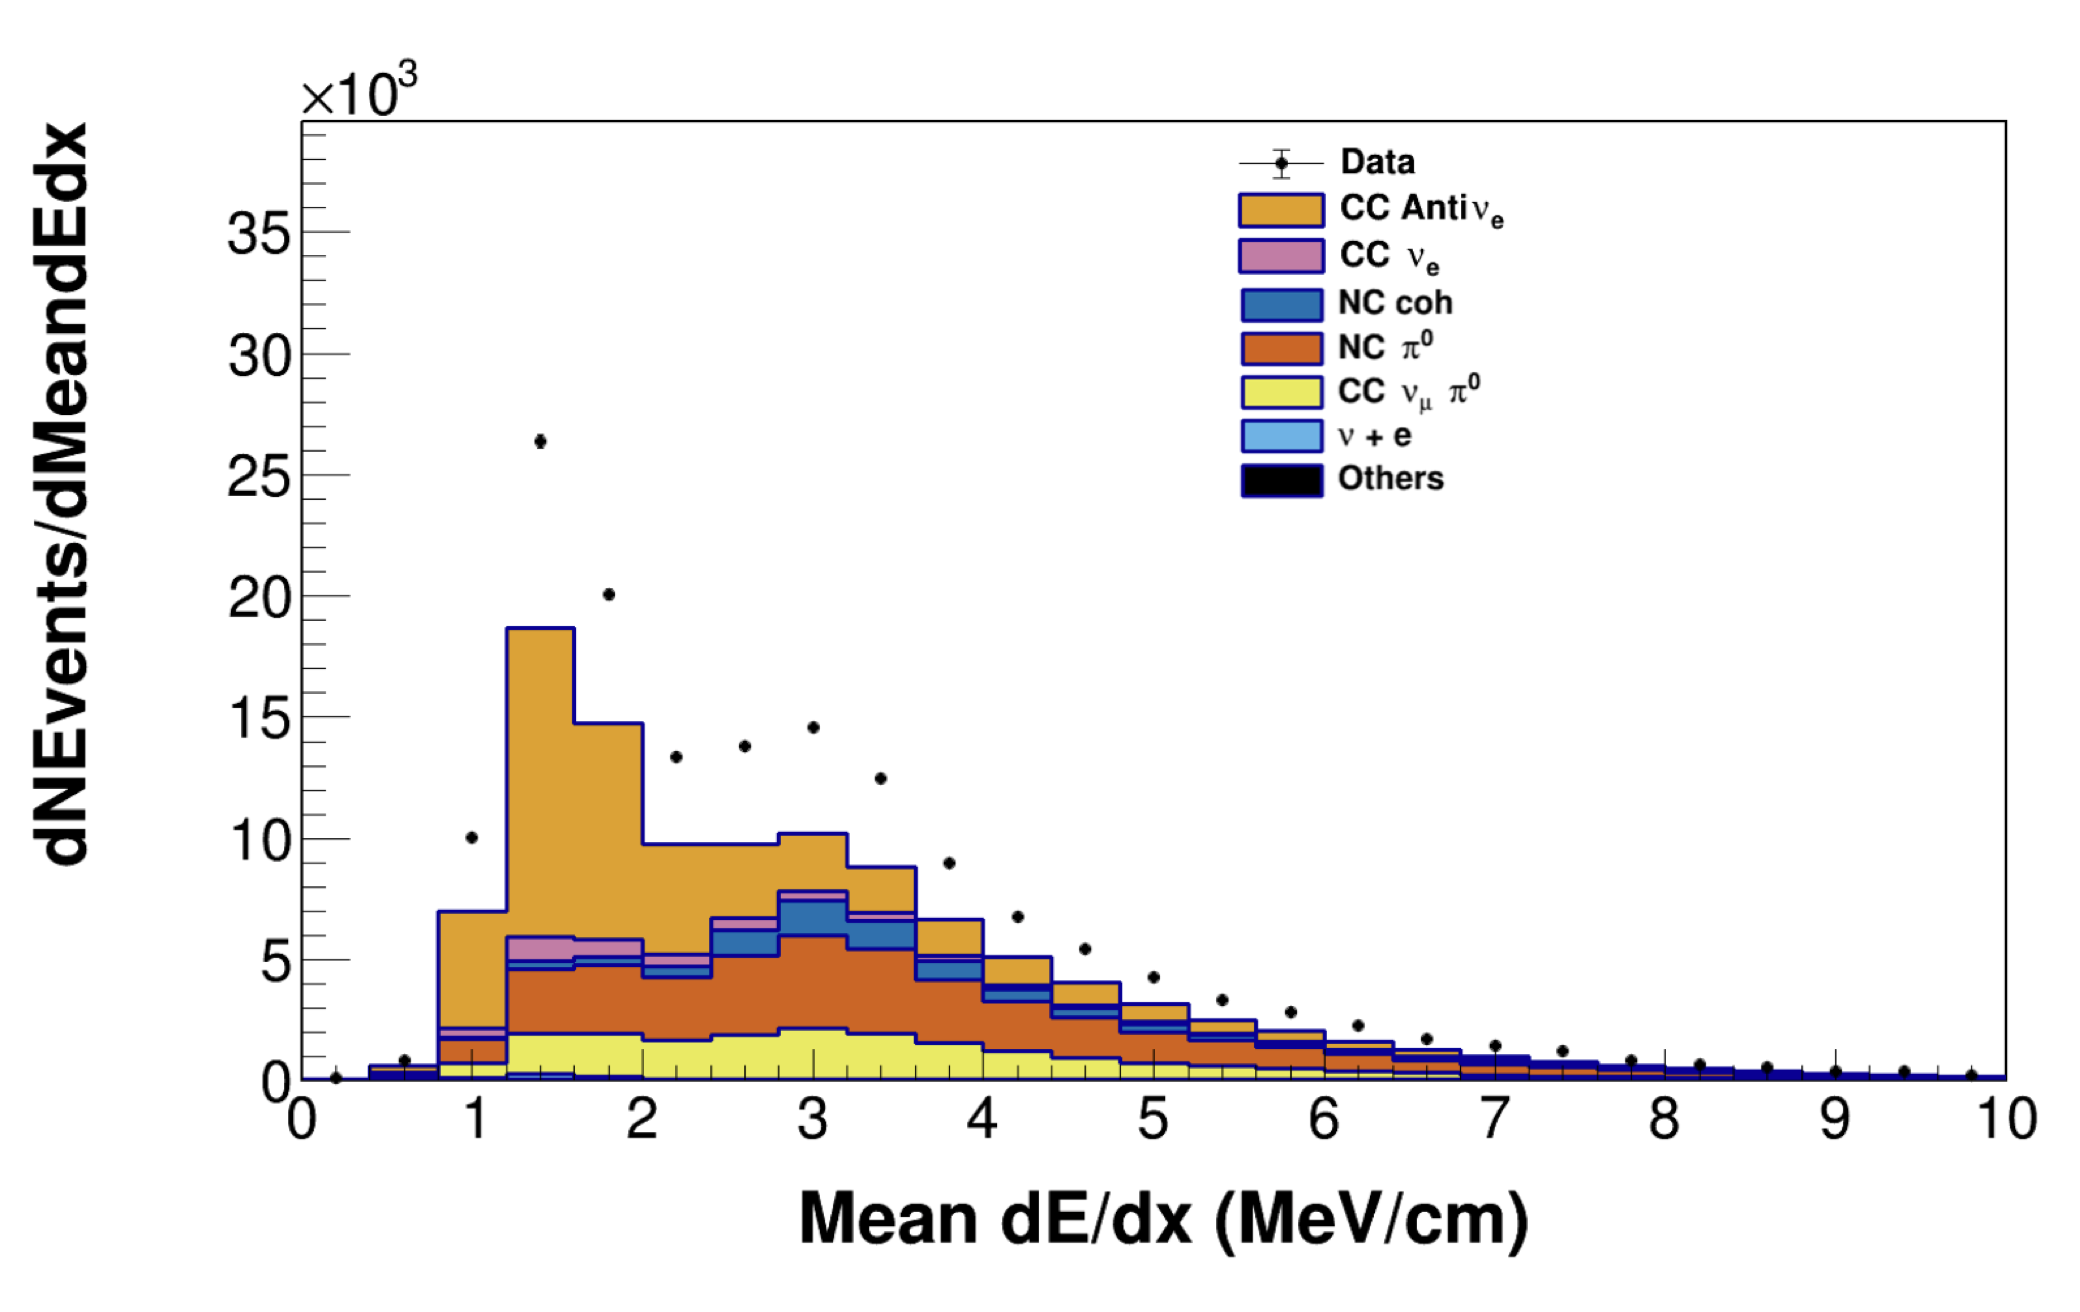 ×10³
dNEvents/dMeandEdx
35
30
25
20
15
10
5
0
Data
CC Anti νe
CC νe
NC coh
NC π⁰
CC νμ π⁰
ν + e
Others
0 1 2 3 4 5 6 7 8 9 10
Mean dE/dx (MeV/cm)